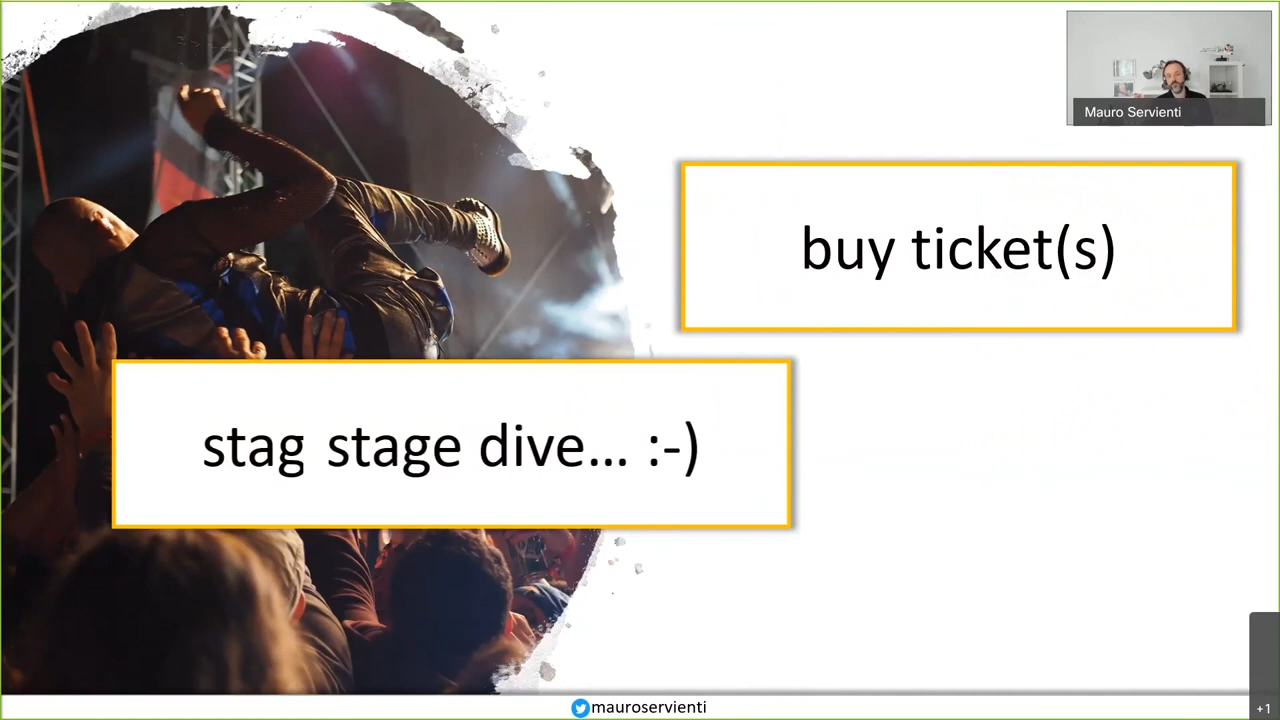 Mauro Servienti
buy ticket(s)
stag stage dive... :-)
mauroservienti
+1